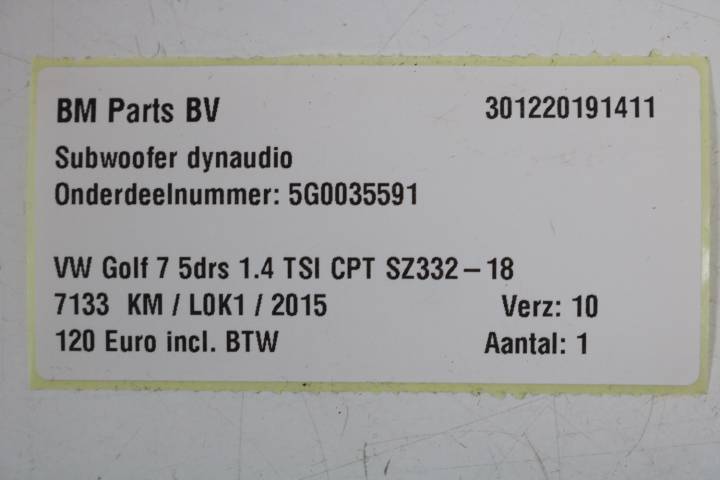 BM Parts BV 301220191411
Subwoofer dynaudio
Onderdeelnummer: 5G0035591
VW Golf 7 5drs 1.4 TSI CPT SZ332-18
7133 KM / L0K1 / 2015 Verz: 10
120 Euro incl. BTW Aantal: 1